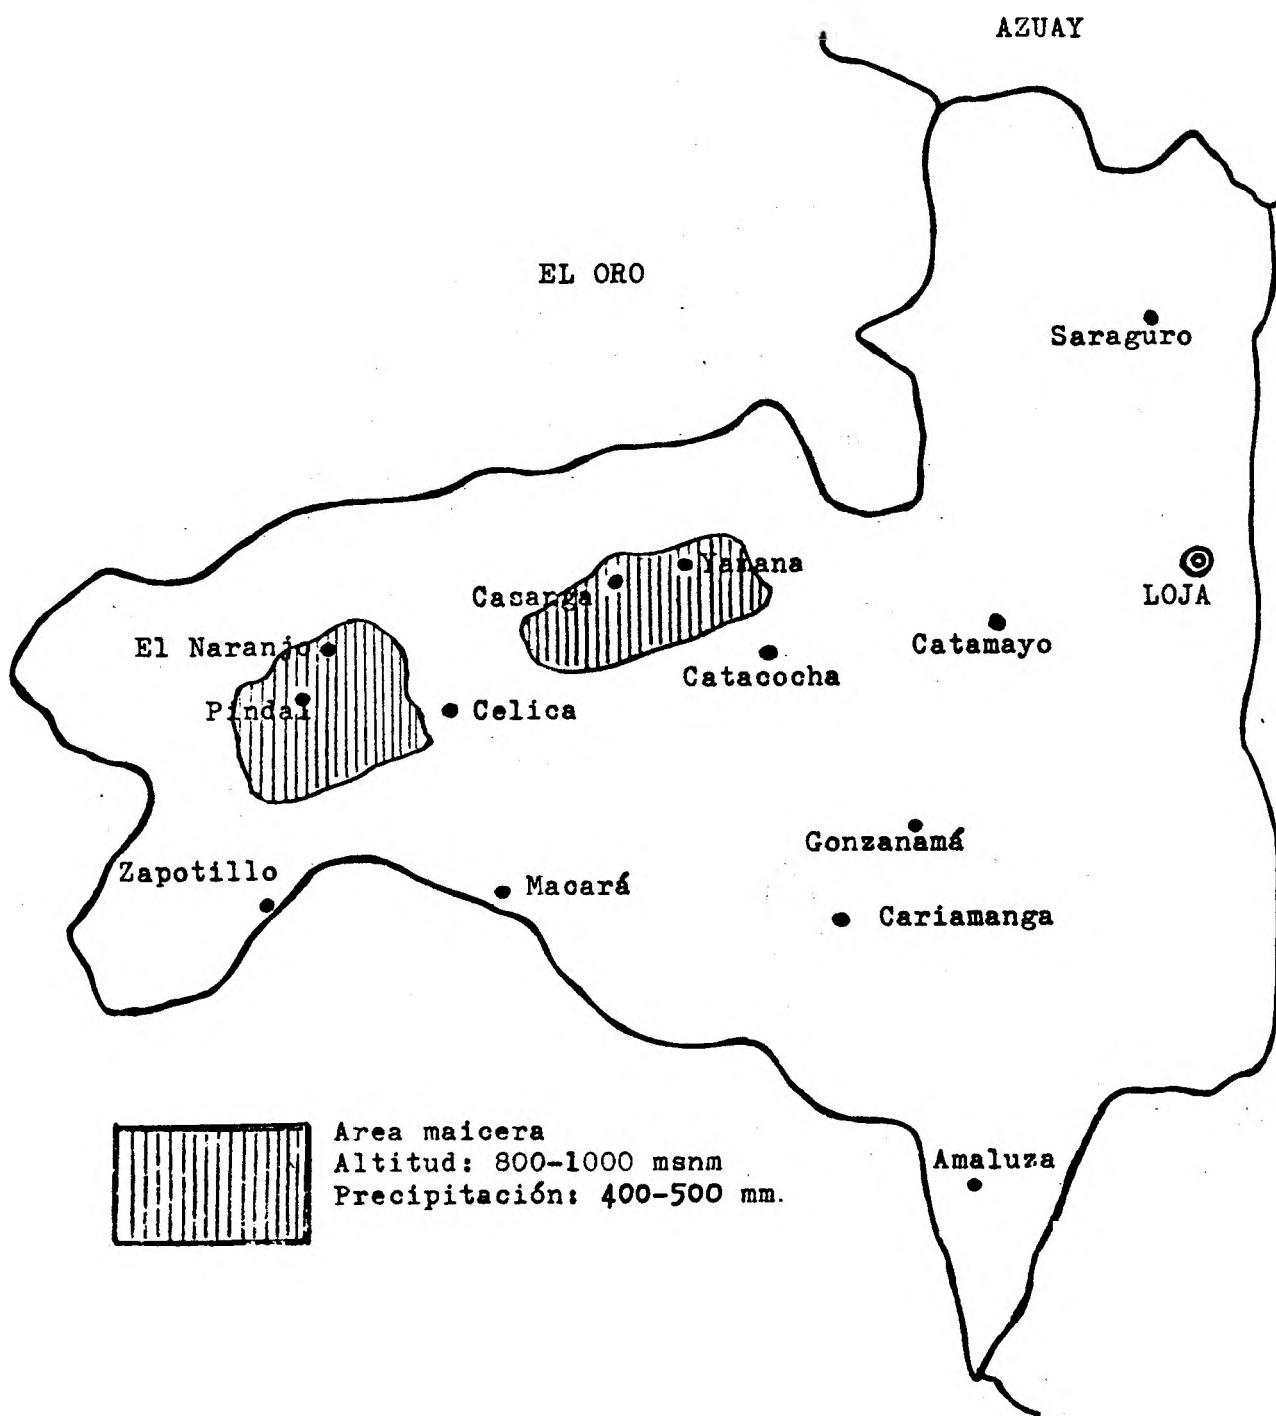 AZUAY
EL ORO
Saraguro
Yanana
Casanga
LOJA
El Naranjo
Catamayo
Catacocha
Pindal
Celica
Gonzanamá
Zapotillo
Macará
Cariamanga
Area maicera
Altitud: 800-1000 msnm
Amaluza
Precipitación: 400-500 mm.